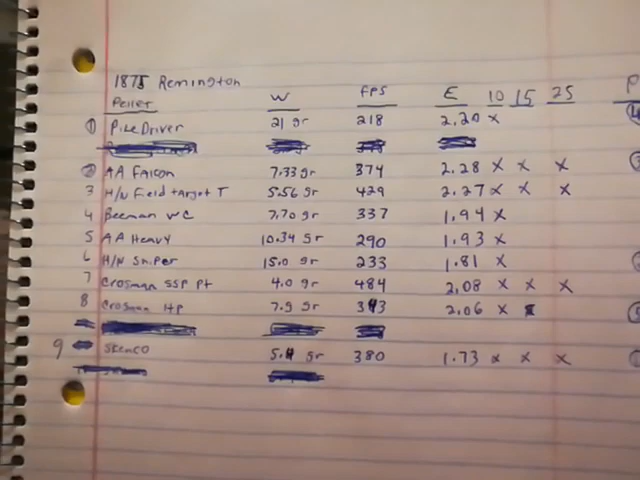 1875 Remington
Pellet W fps E 10 15 25 P
1 PileDriver 21 gr 218 2.20 x
2 AA Falcon 7.33 gr 374 2.28 x x x
3 H/N Field target T 5.56 gr 429 2.27 x x x
4 Beeman WC 7.70 gr 337 1.94 x
5 AA Heavy 10.34 gr 290 1.93 x
6 H/N Sniper 15.0 gr 233 1.81 x
7 Crosman SSP Pt 4.0 gr 484 2.08 x x x
8 Crosman HP 7.9 gr 343 2.06 x
9 Skenco 5.4 gr 380 1.73 x x x